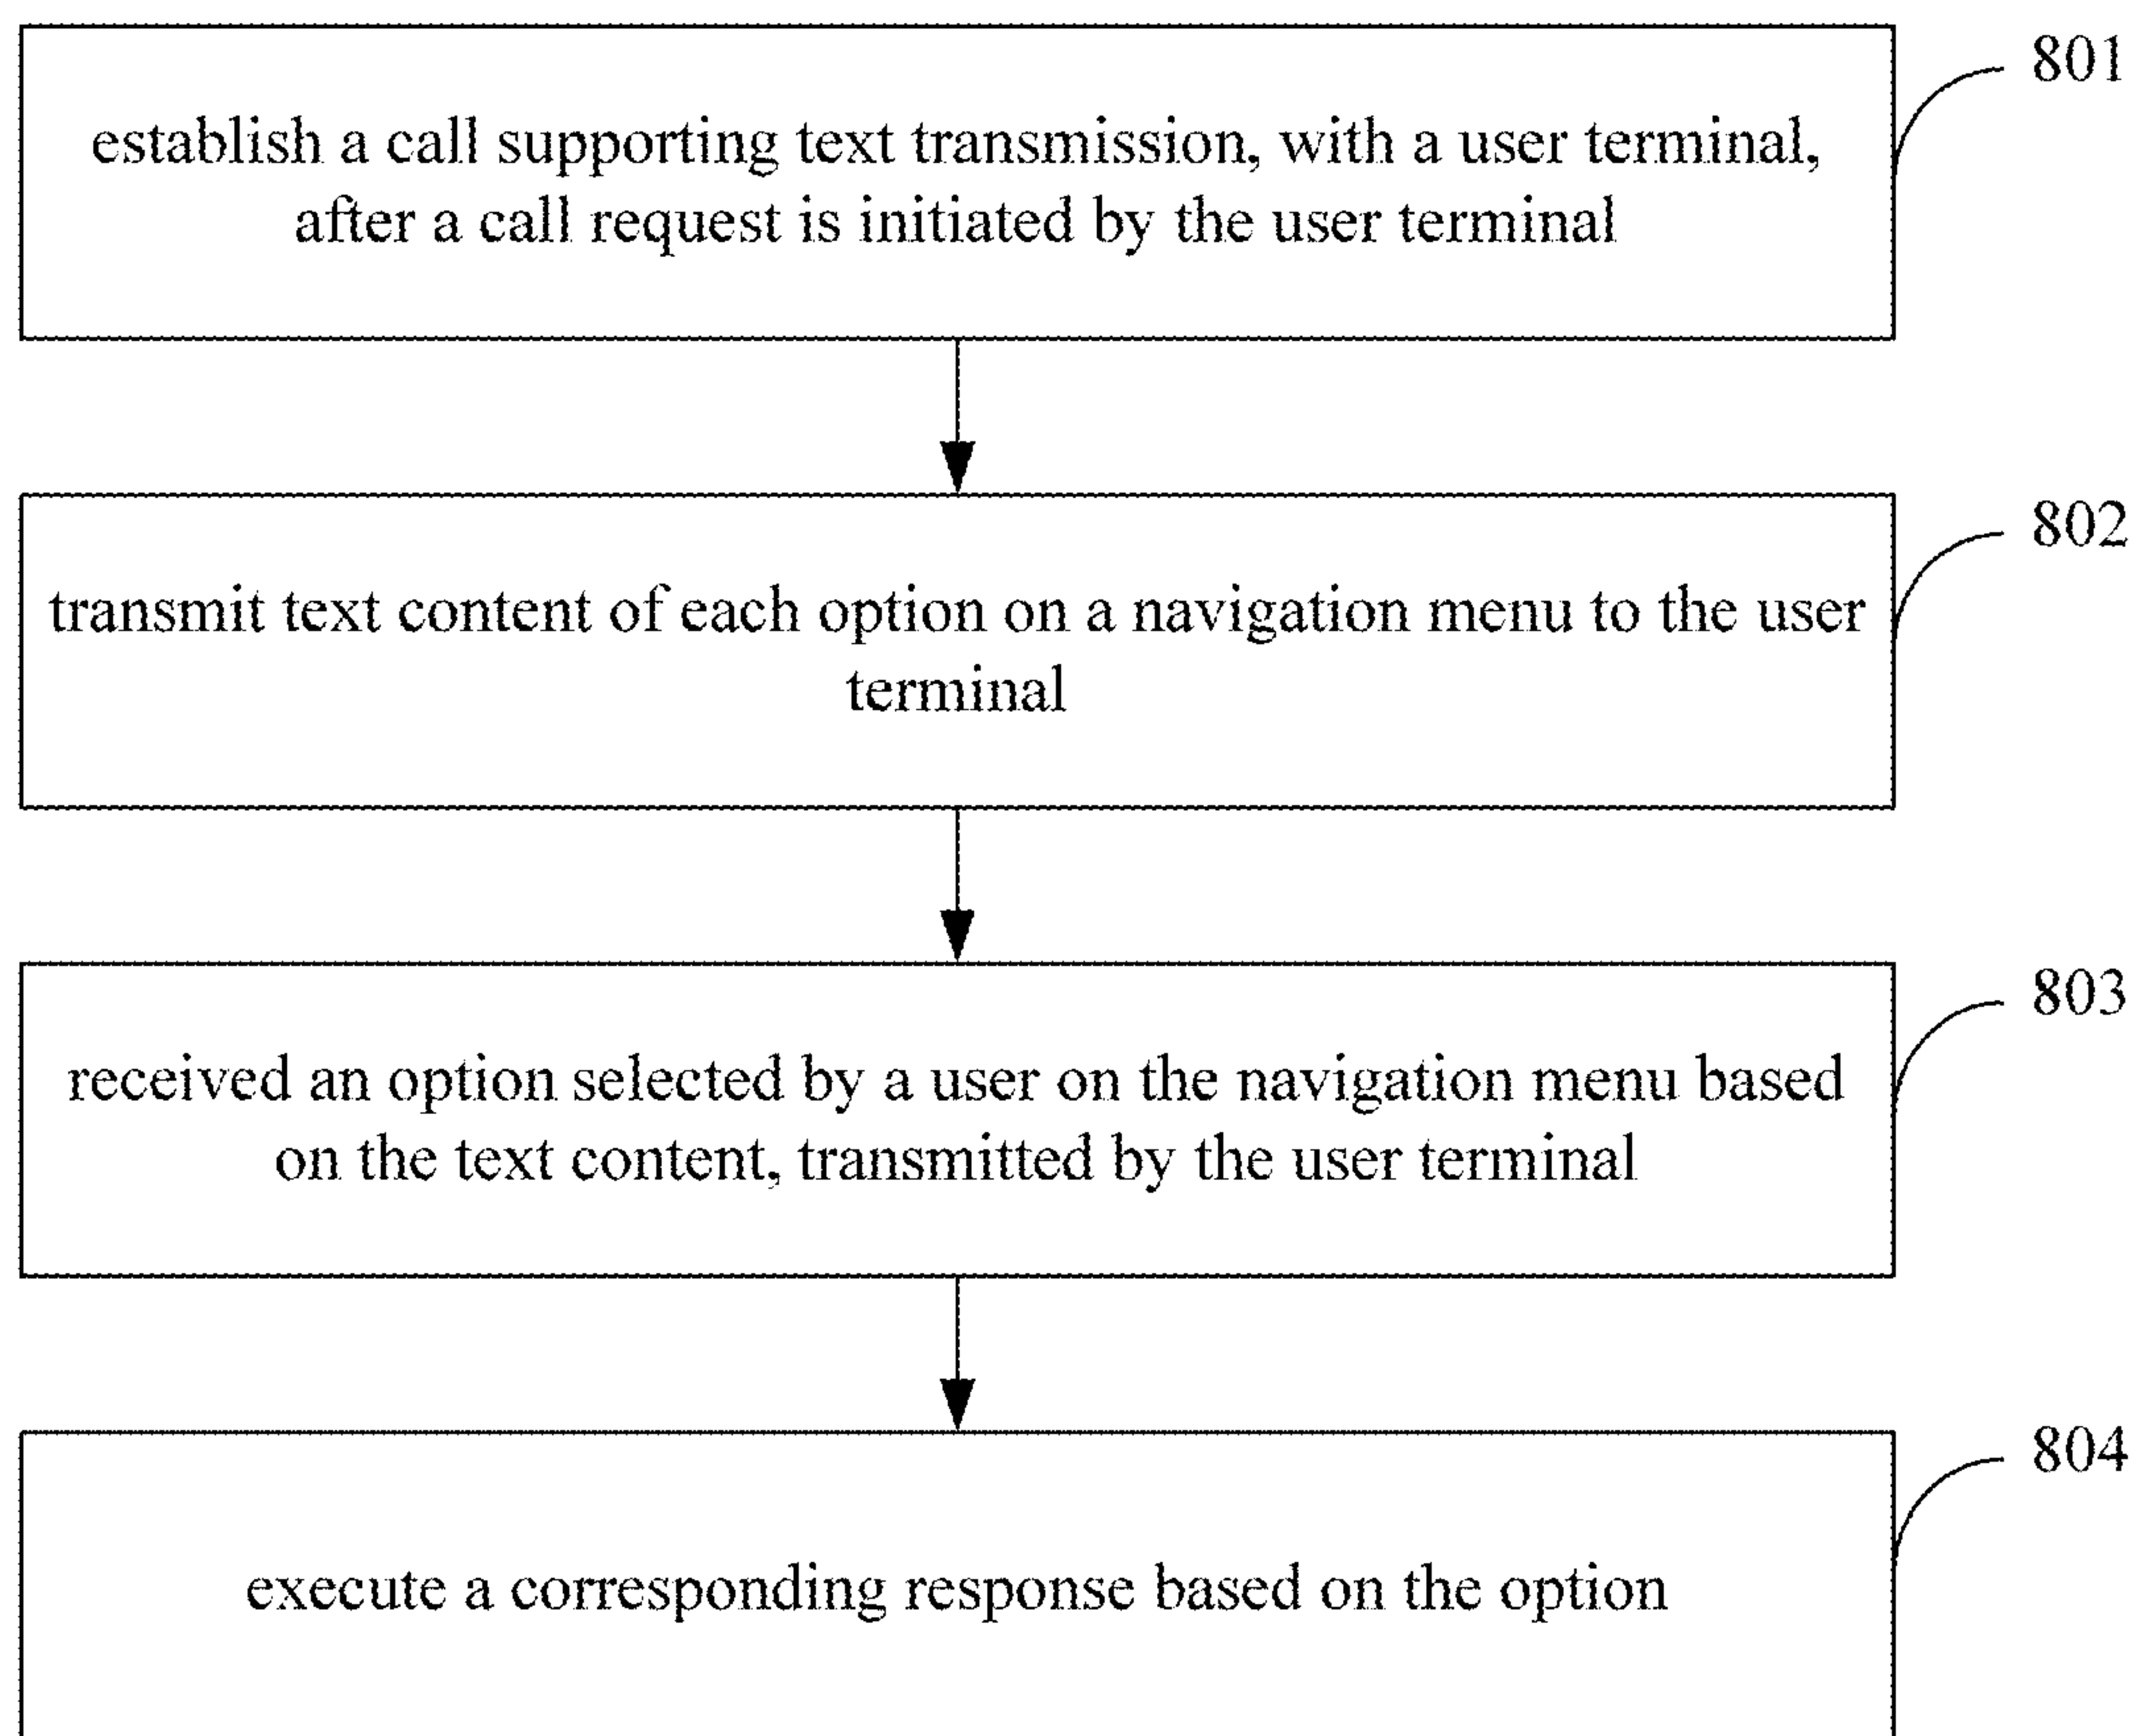 801
establish a call supporting text transmission, with a user terminal,
after a call request is initiated by the user terminal
802
transmit text content of each option on a navigation menu to the user
terminal
803
received an option selected by a user on the navigation menu based
on the text content, transmitted by the user terminal
804
execute a corresponding response based on the option